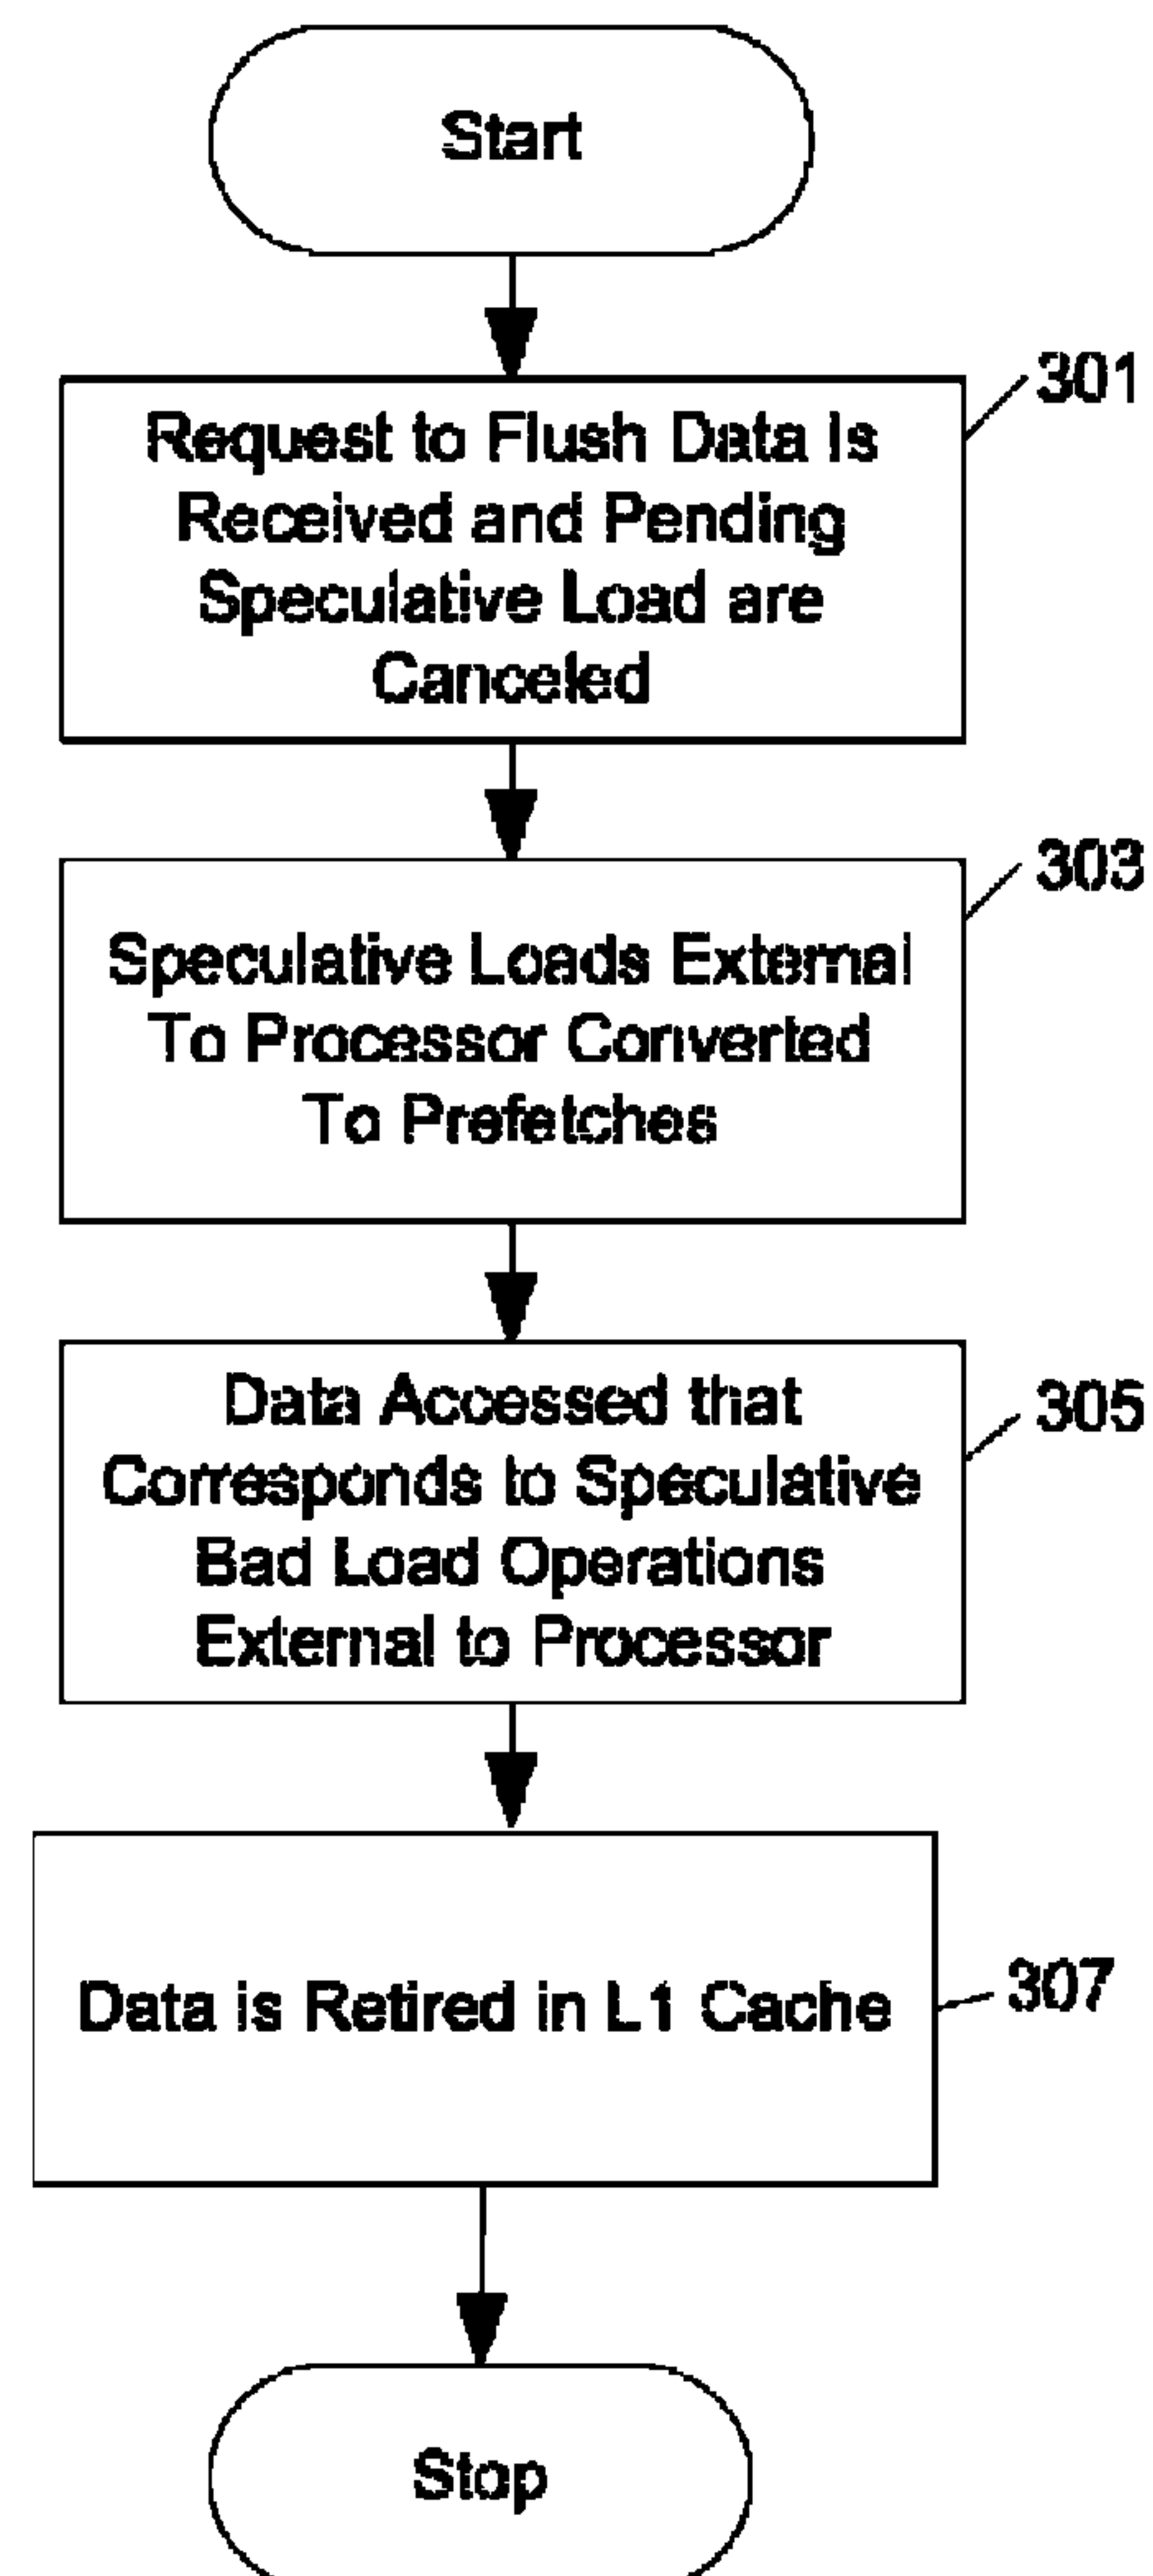 Start
301
Request to Flush Data Is
Received and Pending
Speculative Load are
Canceled
303
Speculative Loads External
To Processor Converted
To Prefetches
305
Data Accessed that
Corresponds to Speculative
Bad Load Operations
External to Processor
307
Data is Retired in L1 Cache
Stop